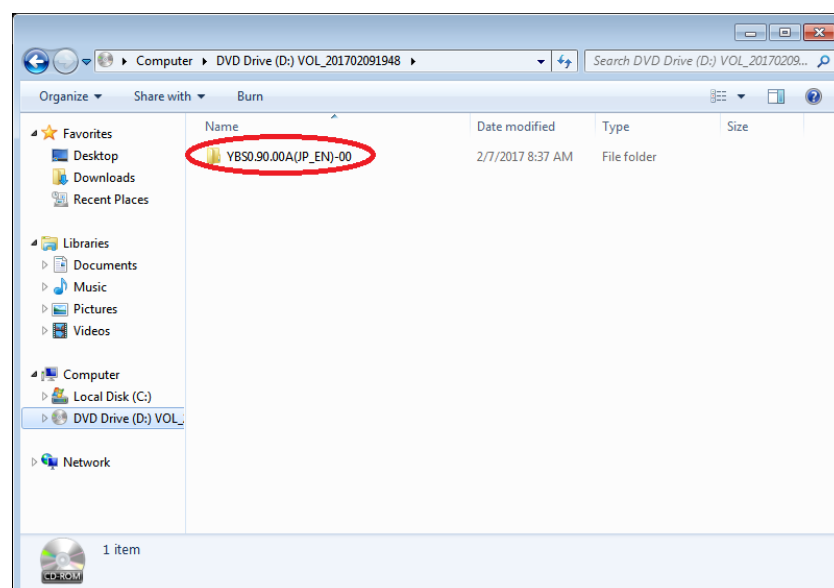 Computer ▸ DVD Drive (D:) VOL_201702091948 ▸
Search DVD Drive (D:) VOL_20170209...
Organize Share with Burn
Name Date modified Type Size
YBS0.90.00A(JP_EN)-00 2/7/2017 8:37 AM File folder
Favorites
Desktop
Downloads
Recent Places
Libraries
Documents
Music
Pictures
Videos
Computer
Local Disk (C:)
DVD Drive (D:) VOL_
Network
1 item
CD-ROM